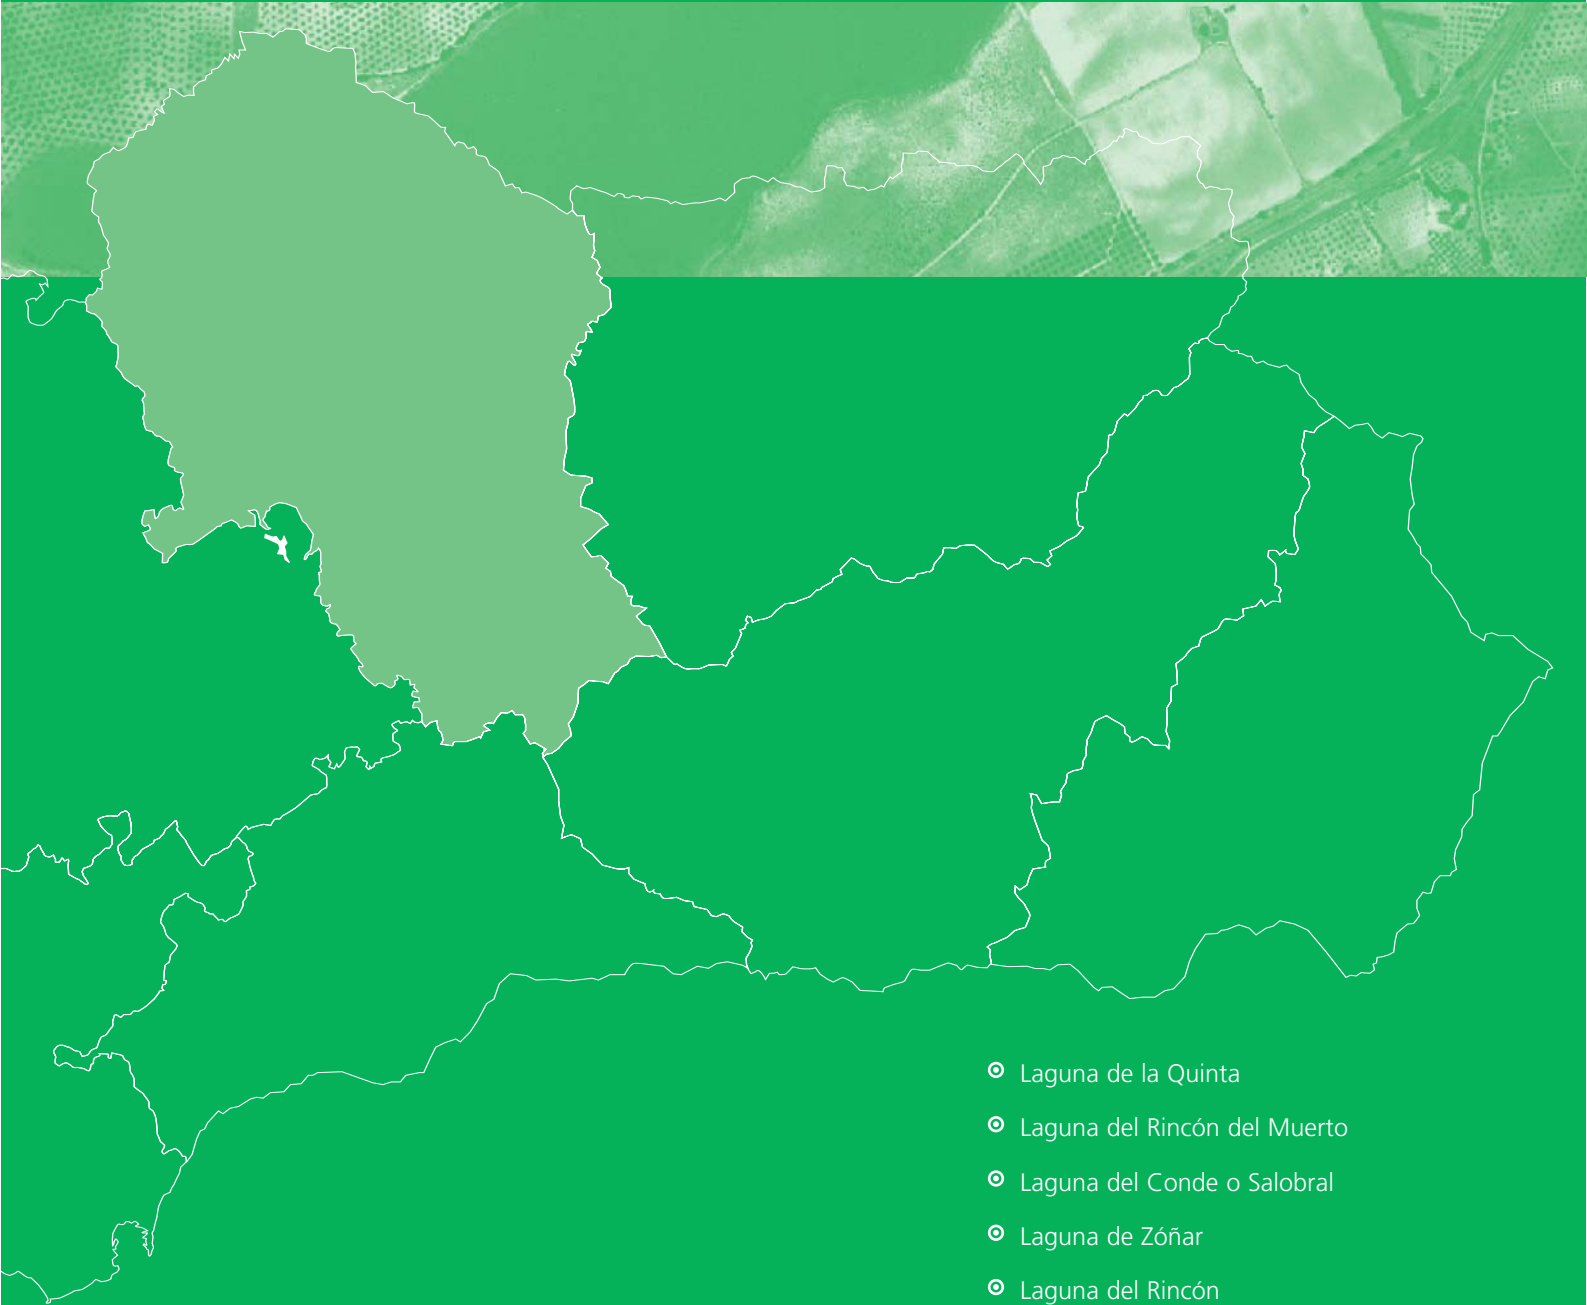 Laguna de la Quinta
Laguna del Rincón del Muerto
Laguna del Conde o Salobral
Laguna de Zóñar
Laguna del Rincón